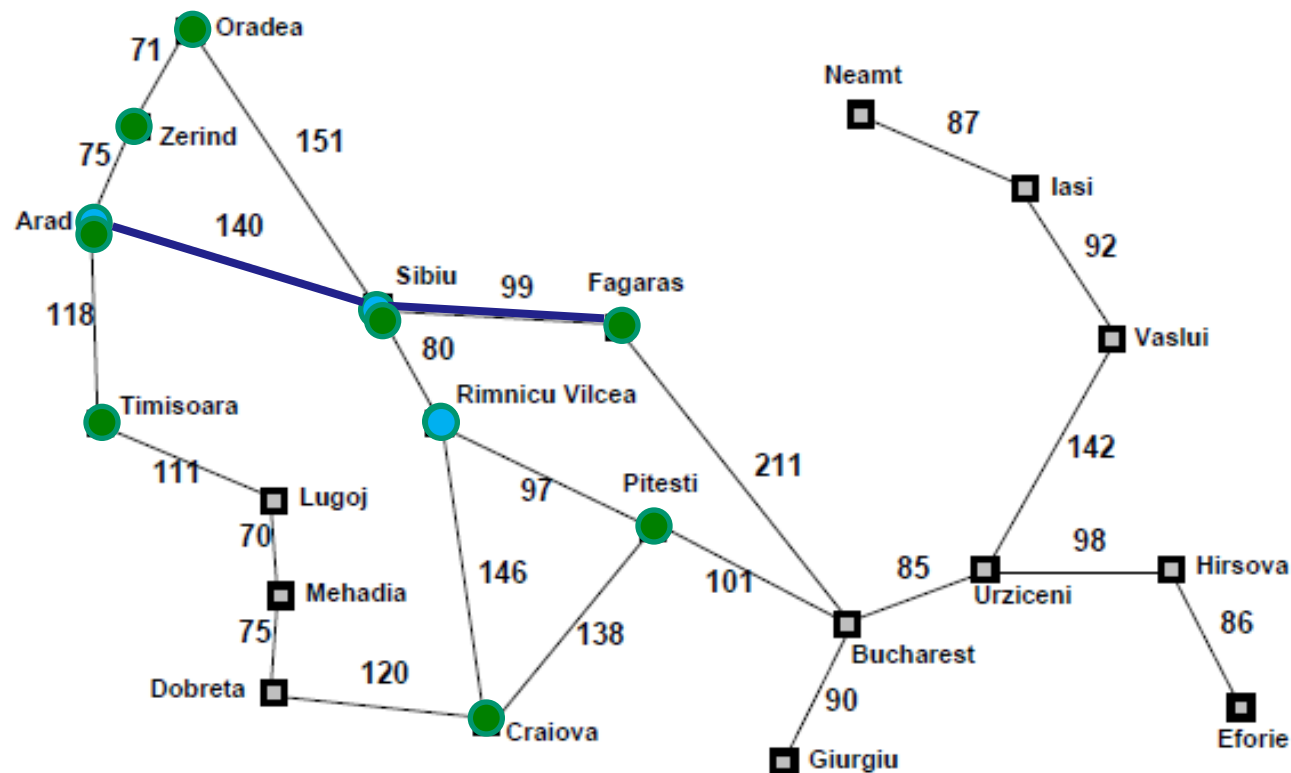 Oradea
71
Neamt
87
Zerind
151
75
Iasi
Arad
140
92
Sibiu
99
Fagaras
118
80
Vaslui
Timisoara
Rimnicu Vilcea
142
111
211
Lugoj
97
Pitesti
70
98
146
101
85
Hirsova
Mehadia
Urziceni
75
138
86
Bucharest
120
Dobreta
90
Craiova
Eforie
Giurgiu